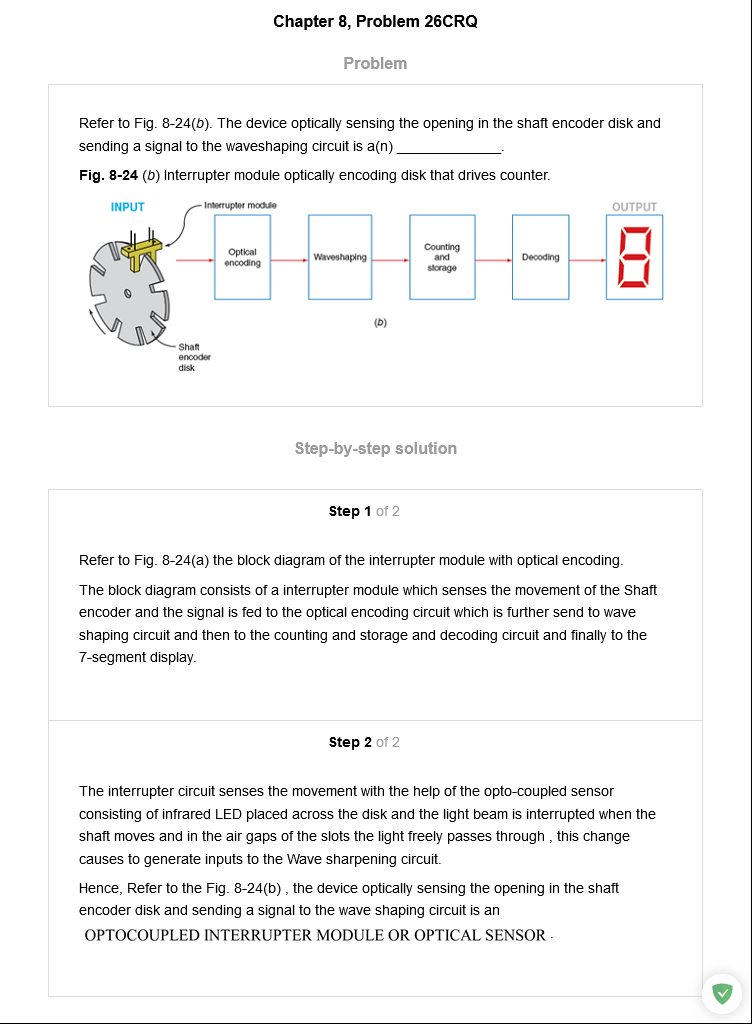 Chapter 8, Problem 26CRQ
Problem
Refer to Fig. 8-24(b). The device optically sensing the opening in the shaft encoder disk and
sending a signal to the waveshaping circuit is a(n) ______________.
Fig. 8-24 (b) Interrupter module optically encoding disk that drives counter.
INPUT
Interrupter module
OUTPUT
Optical
encoding
Waveshaping
Counting
and
storage
Decoding
8
(b)
Shaft
encoder
disk
Step-by-step solution
Step 1 of 2
Refer to Fig. 8-24(a) the block diagram of the interrupter module with optical encoding.
The block diagram consists of a interrupter module which senses the movement of the Shaft
encoder and the signal is fed to the optical encoding circuit which is further send to wave
shaping circuit and then to the counting and storage and decoding circuit and finally to the
7-segment display.
Step 2 of 2
The interrupter circuit senses the movement with the help of the opto-coupled sensor
consisting of infrared LED placed across the disk and the light beam is interrupted when the
shaft moves and in the air gaps of the slots the light freely passes through , this change
causes to generate inputs to the Wave sharpening circuit.
Hence, Refer to the Fig. 8-24(b) , the device optically sensing the opening in the shaft
encoder disk and sending a signal to the wave shaping circuit is an
OPTOCOUPLED INTERRUPTER MODULE OR OPTICAL SENSOR .